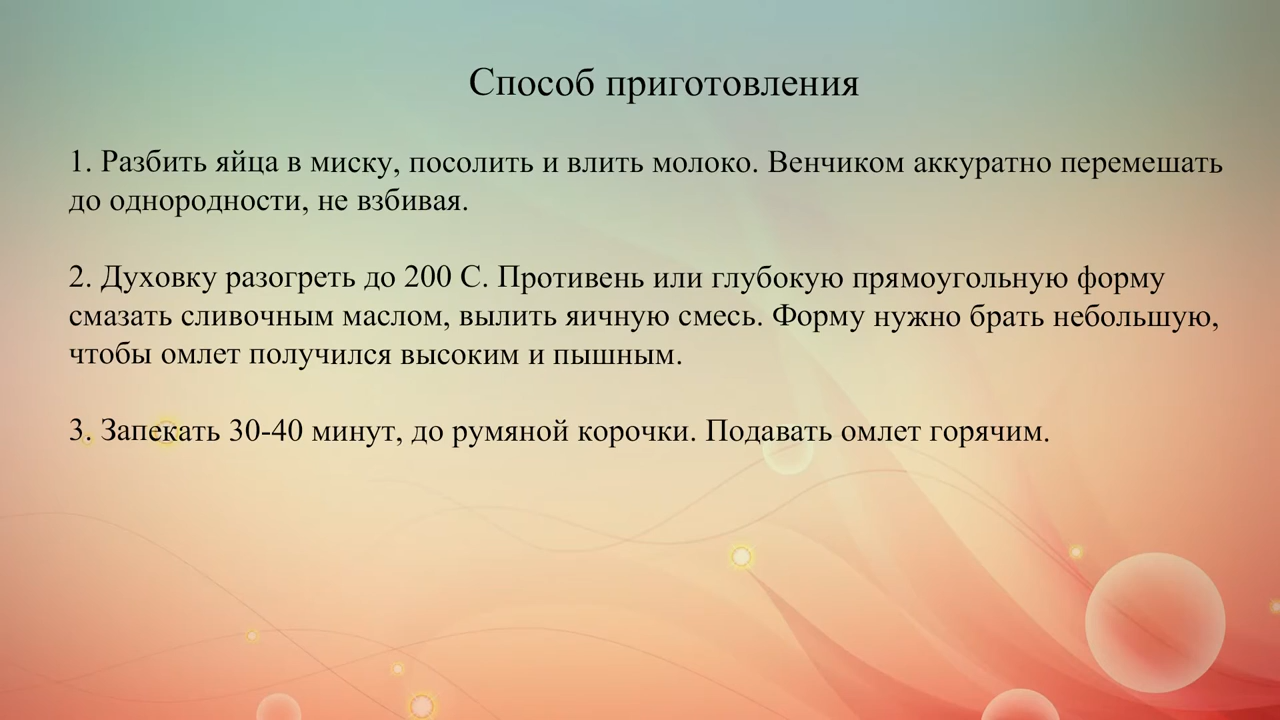 Способ приготовления
1. Разбить яйца в миску, посолить и влить молоко. Венчиком аккуратно перемешать
до однородности, не взбивая.
2. Духовку разогреть до 200 С. Противень или глубокую прямоугольную форму
смазать сливочным маслом, вылить яичную смесь. Форму нужно брать небольшую,
чтобы омлет получился высоким и пышным.
3. Запекать 30-40 минут, до румяной корочки. Подавать омлет горячим.